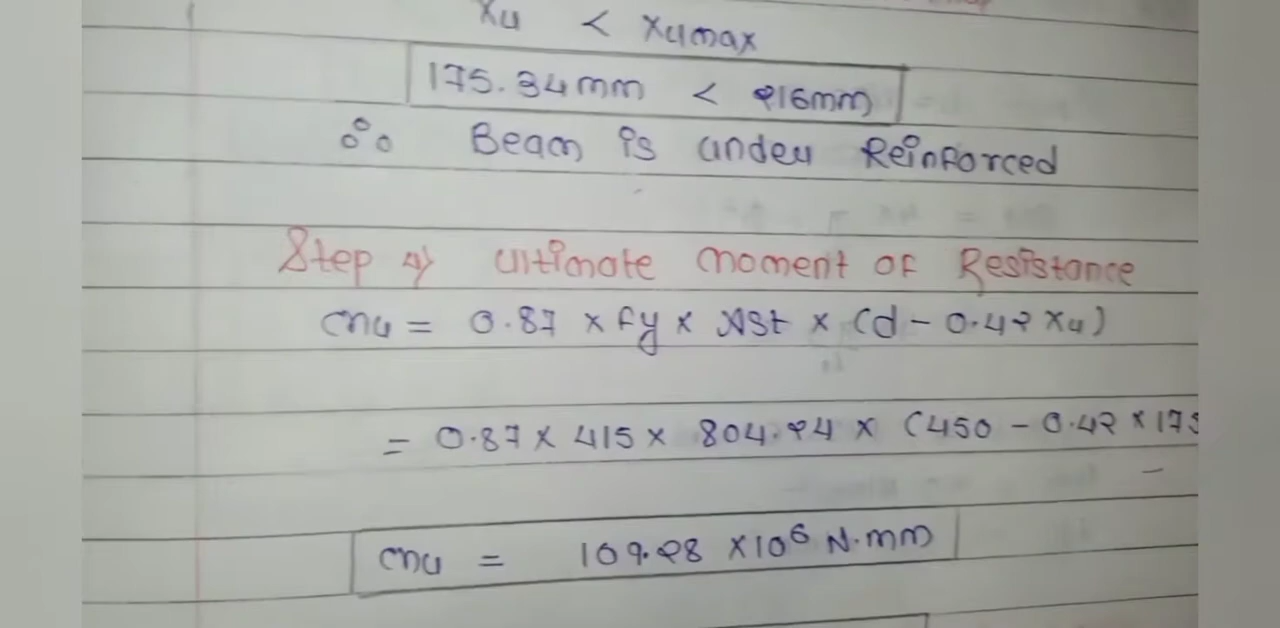 xu < xumax
175.34mm < 216mm
∴ Beam is under Reinforced
Step 4) Ultimate moment of Resistance
mu = 0.87 x fy x Ast x (d - 0.42 xu)
= 0.87 x 415 x 804.24 x (450 - 0.42 x 175
mu = 109.28 x10⁶ N.mm